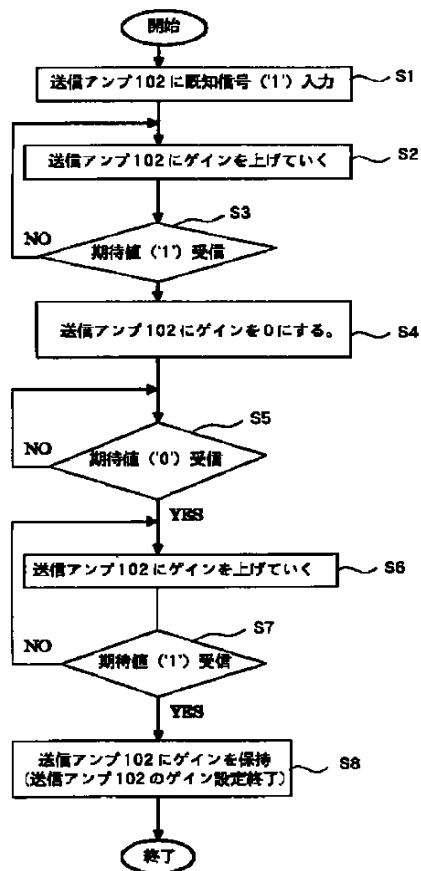 開始
送信アンプ102に既知信号（'1'）入力
S1
送信アンプ102にゲインを上げていく
S2
S3
NO
期待値（'1'）受信
送信アンプ102にゲインを0にする。
S4
S5
NO
期待値（'0'）受信
YES
送信アンプ102にゲインを上げていく
S6
S7
NO
期待値（'1'）受信
YES
送信アンプ102にゲインを保持
(送信アンプ102のゲイン設定終了)
S8
終了